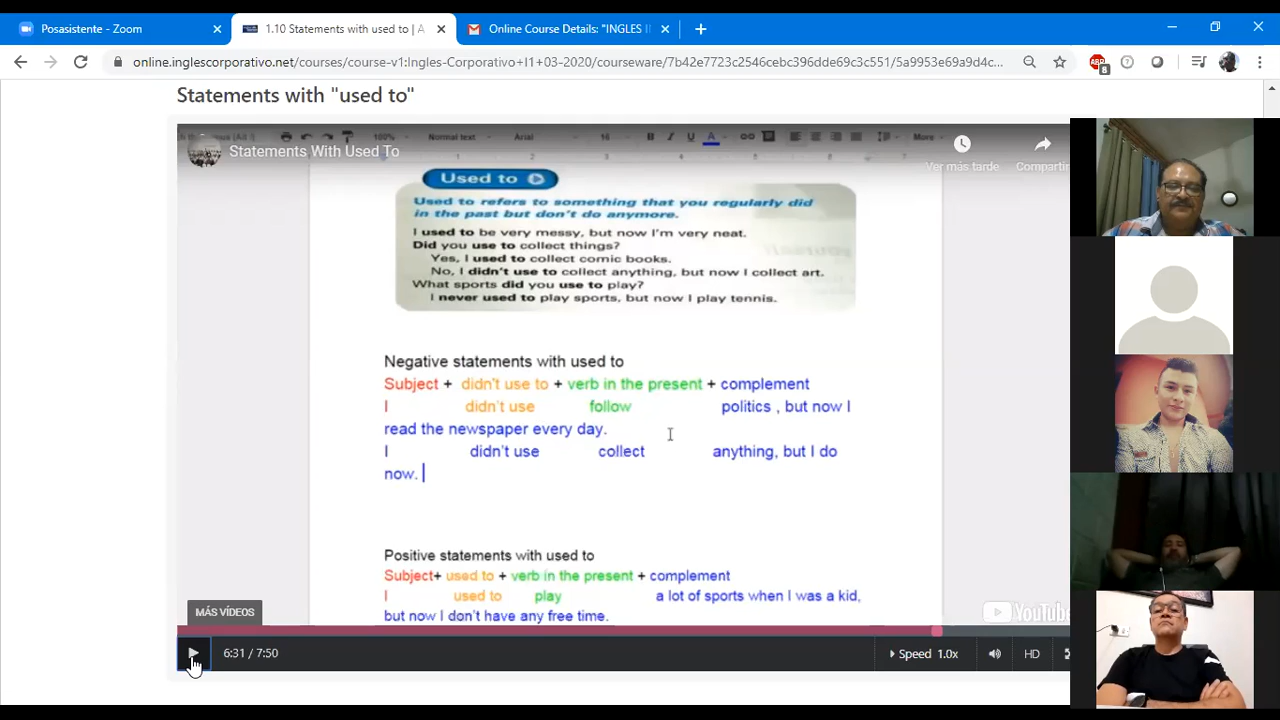 Posasistente - Zoom
1.10 Statements with used to | A
Online Course Details: "INGLES II
online.inglescorporativo.net/courses/course-v1:Ingles-Corporativo+I1+03-2020/courseware/7b42e7723c2546cebc396dde69c3c551/5a9953e69a9d4c...
8
Statements with "used to"
100%
Normal text
Arial
16
B I U A
More
Statements With Used To
Ver más tarde
Compartir
Used to
Used to refers to something that you regularly did
in the past but don't do anymore.
I used to be very messy, but now I'm very neat.
Did you use to collect things?
Yes, I used to collect comic books.
No, I didn't use to collect anything, but now I collect art.
What sports did you use to play?
I never used to play sports, but now I play tennis.
Negative statements with used to
Subject + didn't use to + verb in the present + complement
I didn't use follow politics , but now I
read the newspaper every day.
I didn't use collect anything, but I do
now.
Positive statements with used to
Subject+ used to + verb in the present + complement
I used to play a lot of sports when I was a kid,
but now I don't have any free time.
MÁS VÍDEOS
YouTube
6:31 / 7:50
Speed 1.0x
HD